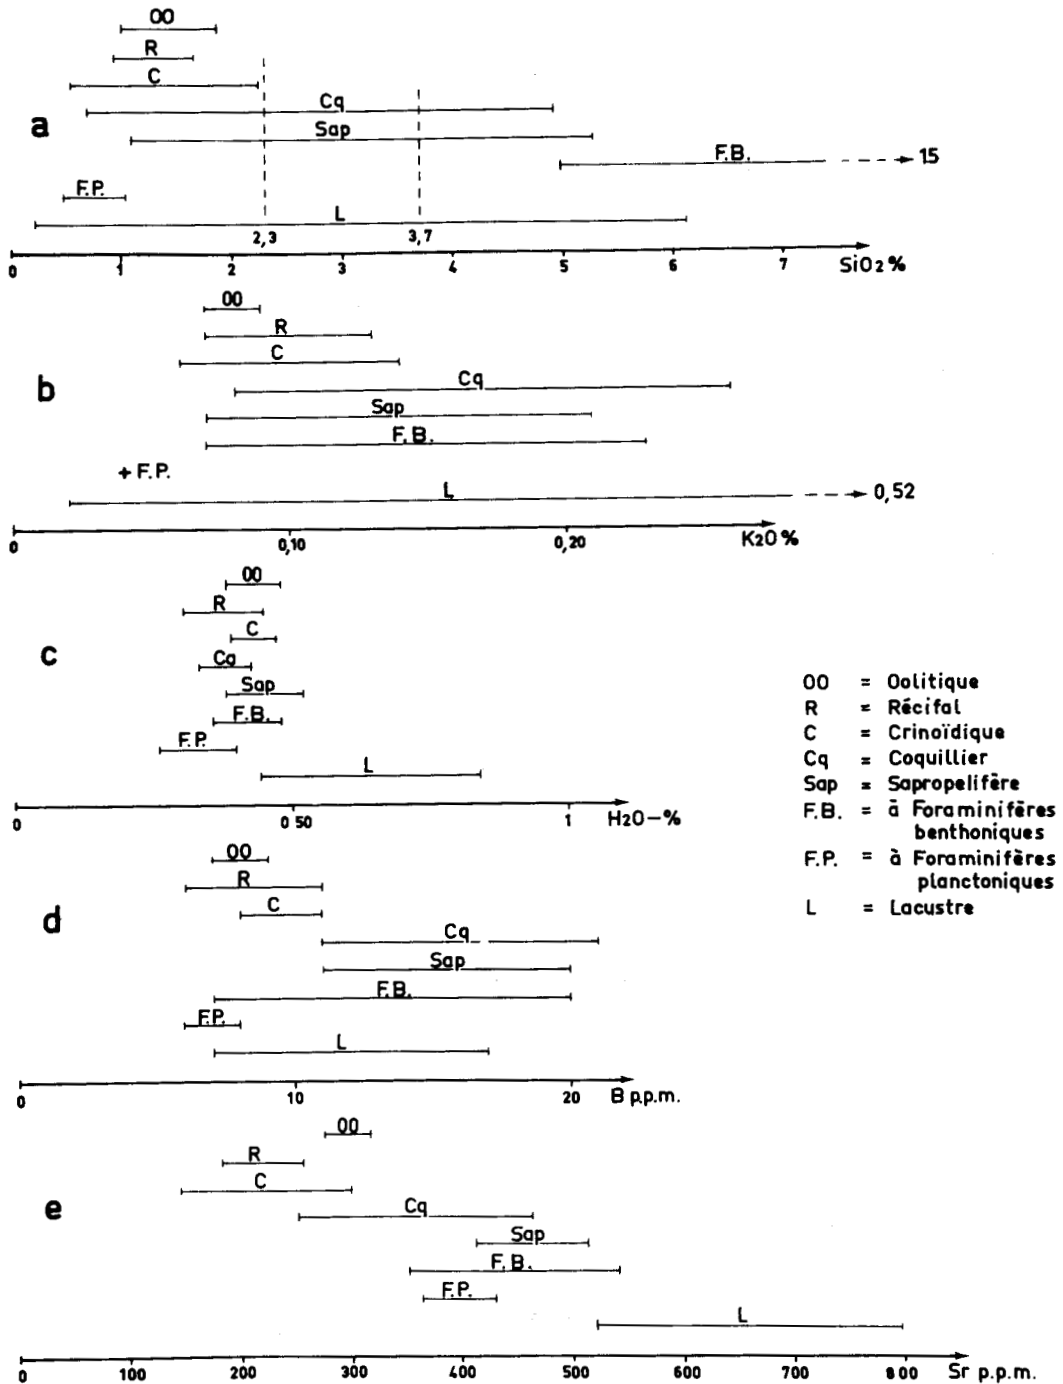 OO
R
C
Cq
a
Sap
F.B.
15
F.P.
L
2,3
3,7
0
1
2
3
4
5
6
7
SiO2 %
OO
R
C
b
Cq
Sap
F.B.
+ F.P.
L
0,52
0
0,10
0,20
K2O %
OO
R
C
c
Cq
Sap
F.B.
F.P.
L
0
0 50
1
H2O-%
OO = Oolitique
R = Récifal
C = Crinoïdique
Cq = Coquillier
Sap = Sapropelifère
F.B. = à Foraminifères
benthoniques
F.P. = à Foraminifères
planctoniques
L = Lacustre
OO
R
C
d
Cq
Sap
F.B.
F.P.
L
0
10
20
B p.p.m.
OO
R
C
e
Cq
Sap
F.B.
F.P.
L
0
100
200
300
400
500
600
700
800
Sr p.p.m.